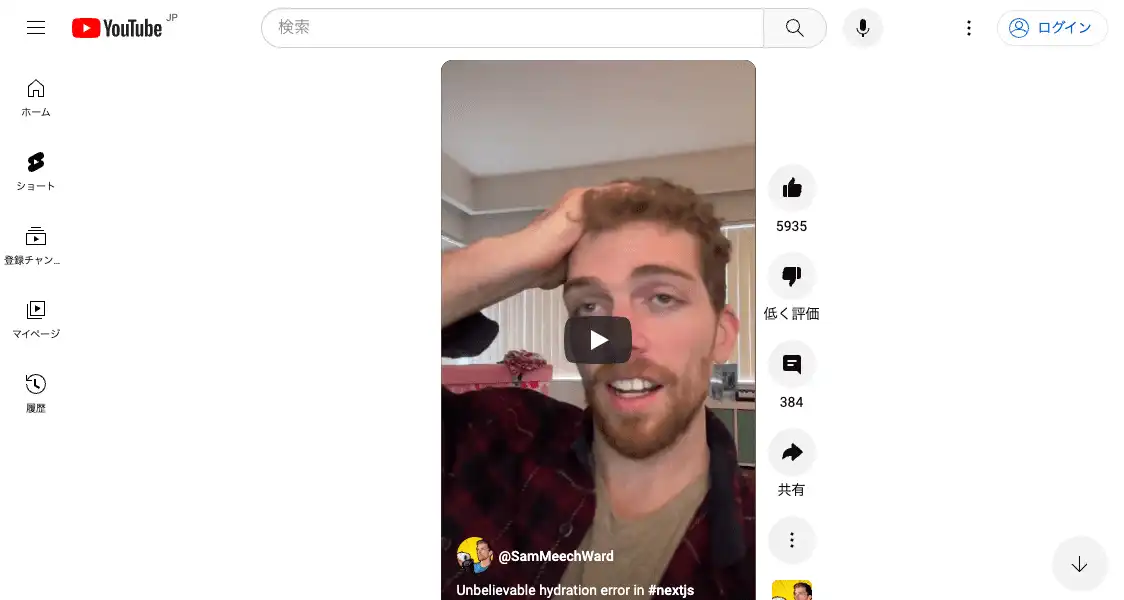 YouTube JP
検索
ログイン
ホーム
ショート
登録チャン...
マイページ
履歴
5935
低く評価
384
共有
@SamMeechWard
Unbelievable hydration error in #nextjs